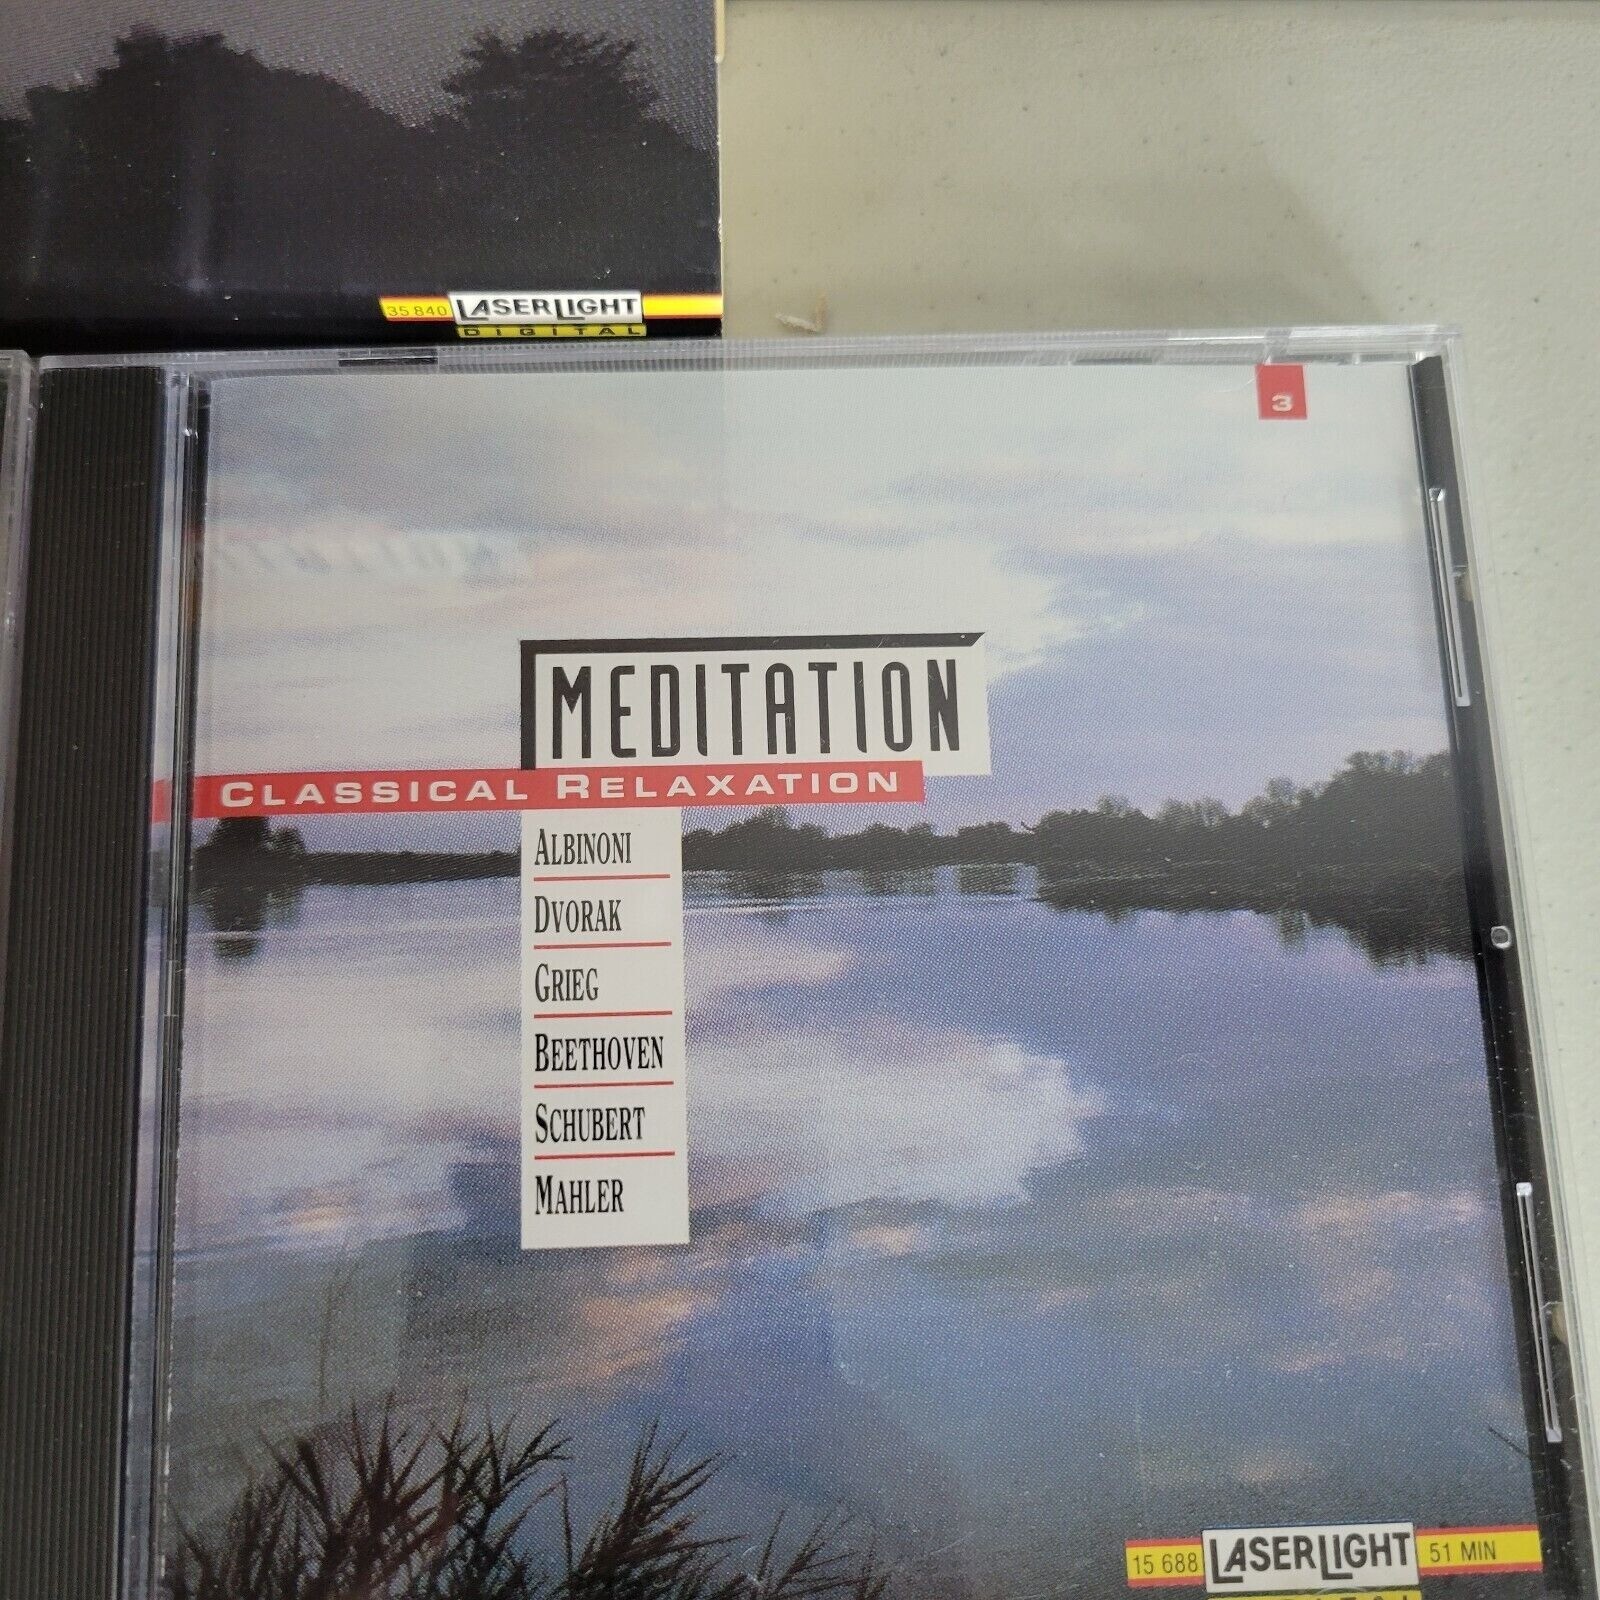 35 840 LASERLIGHT
DIGITAL
3
MEDITATION
CLASSICAL RELAXATION
ALBINONI
DVORAK
GRIEG
BEETHOVEN
SCHUBERT
MAHLER
15 688 LASERLIGHT 51 MIN